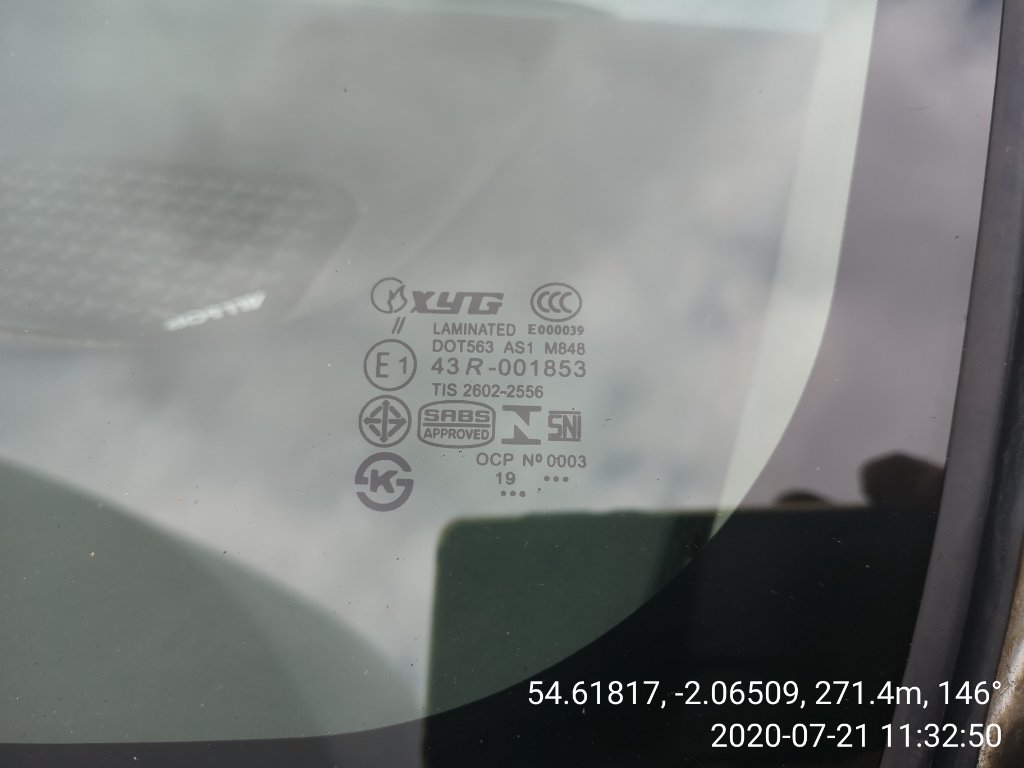 XYG CCC
// LAMINATED E000039
DOT563 AS1 M848
E1 43R-001853
TIS 2602-2556
SABS APPROVED SNI
OCP Nº 0003
K 19 •••
•••
54.61817, -2.06509, 271.4m, 146°
2020-07-21 11:32:50